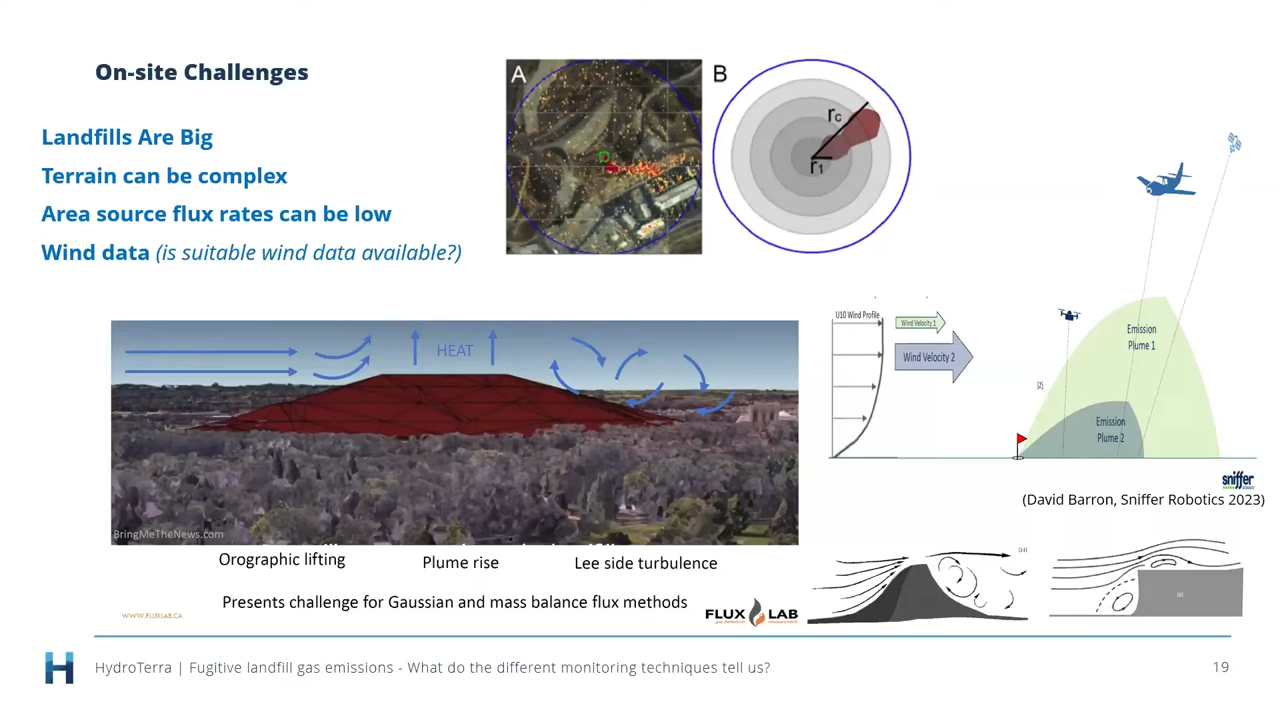 On-site Challenges
Landfills Are Big
Terrain can be complex
Area source flux rates can be low
Wind data (is suitable wind data available?)
A
B
rc
r1
HEAT
BringMeTheNews.com
Orographic lifting
Plume rise
Lee side turbulence
Presents challenge for Gaussian and mass balance flux methods
WWW.FLUXLAB.CA
FLUX LAB
U10 Wind Profile
Wind Velocity 1
Wind Velocity 2
[2]
Emission
Plume 1
Emission
Plume 2
sniffer
(David Barron, Sniffer Robotics 2023)
HydroTerra | Fugitive landfill gas emissions - What do the different monitoring techniques tell us?
19